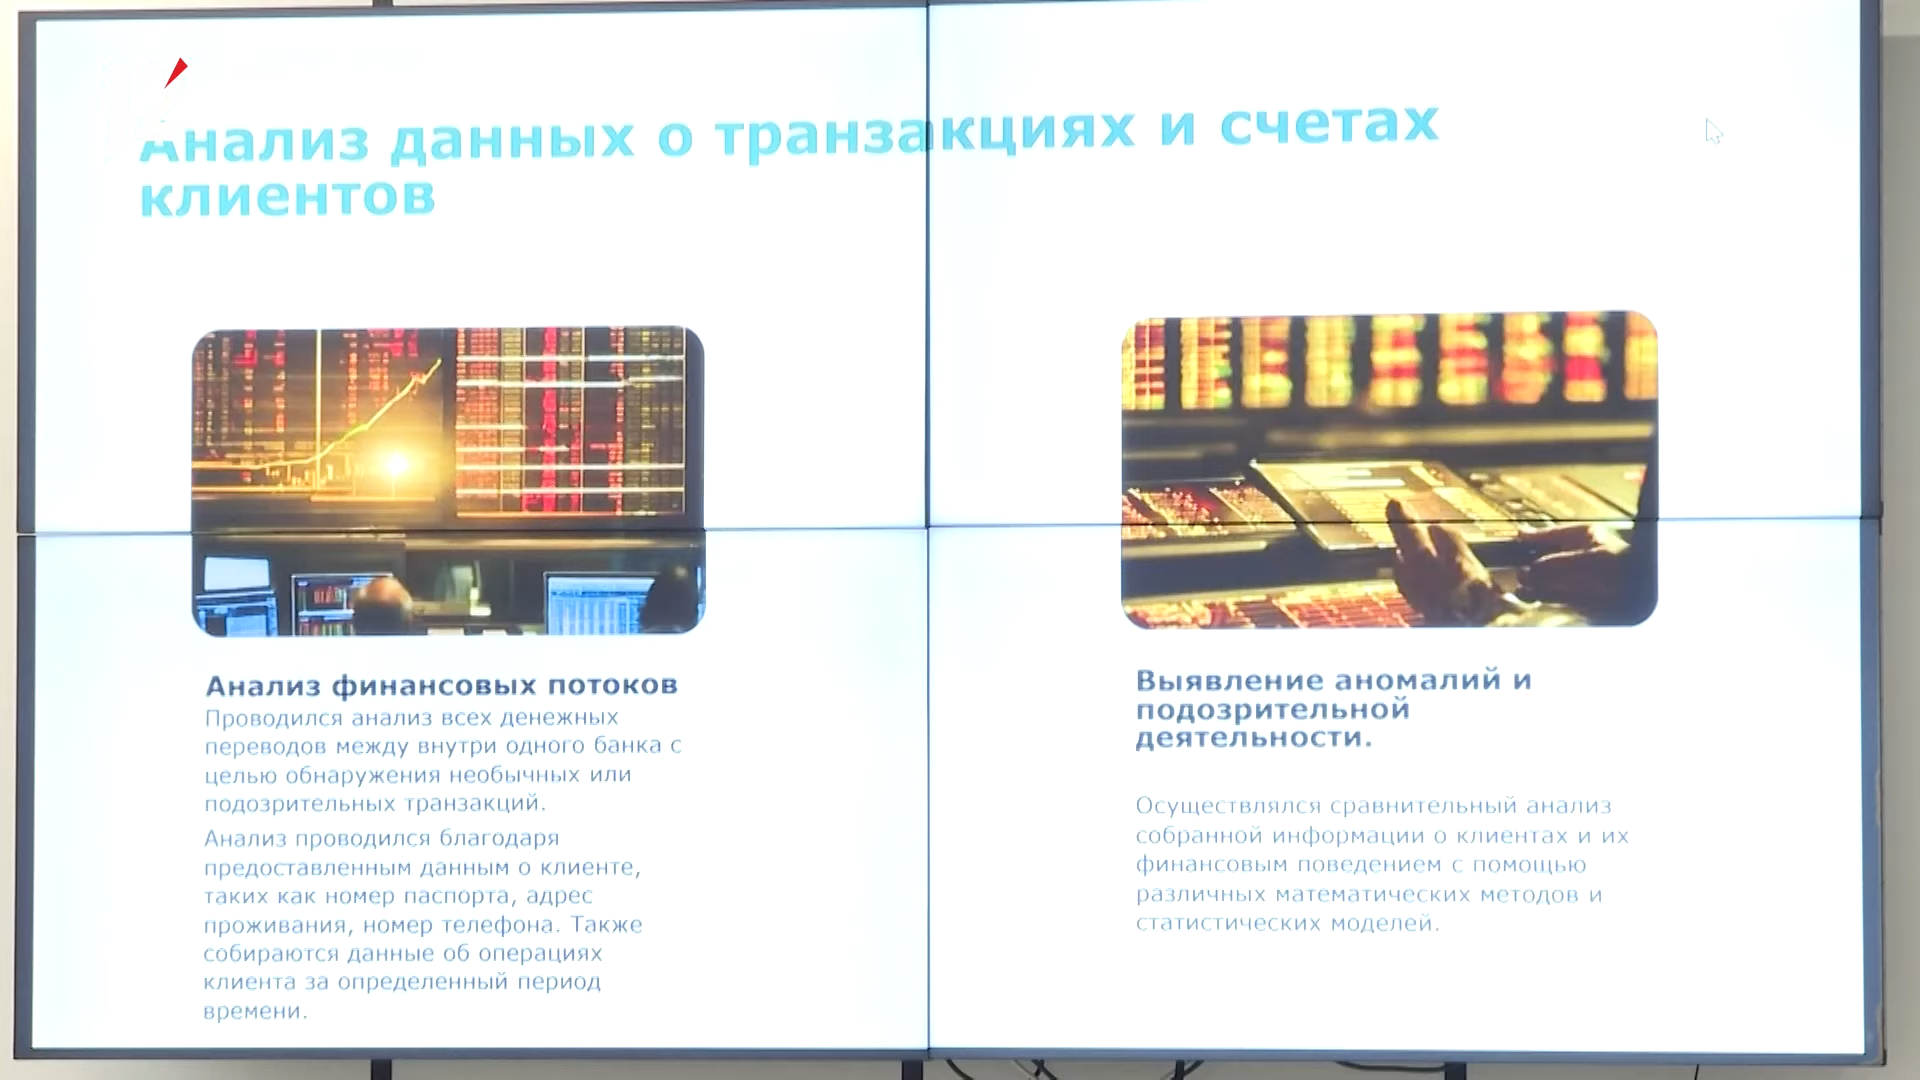 Анализ данных о транзакциях и счетах
клиентов
Анализ финансовых потоков
Проводился анализ всех денежных
переводов между внутри одного банка с
целью обнаружения необычных или
подозрительных транзакций.
Анализ проводился благодаря
предоставленным данным о клиенте,
таких как номер паспорта, адрес
проживания, номер телефона. Также
собираются данные об операциях
клиента за определенный период
времени.
Выявление аномалий и
подозрительной
деятельности.
Осуществлялся сравнительный анализ
собранной информации о клиентах и их
финансовым поведением с помощью
различных математических методов и
статистических моделей.